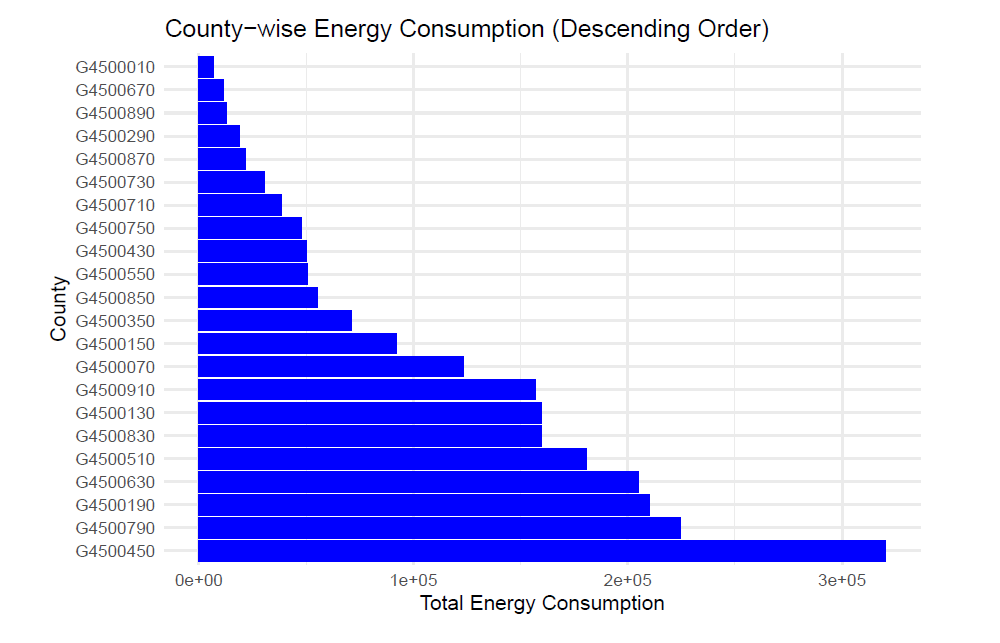 County-wise Energy Consumption (Descending Order)
G4500010
G4500670
G4500890
G4500290
G4500870
G4500730
G4500710
G4500750
G4500430
G4500550
G4500850
G4500350
G4500150
G4500070
G4500910
G4500130
G4500830
G4500510
G4500630
G4500190
G4500790
G4500450
County
0e+00 1e+05 2e+05 3e+05
Total Energy Consumption